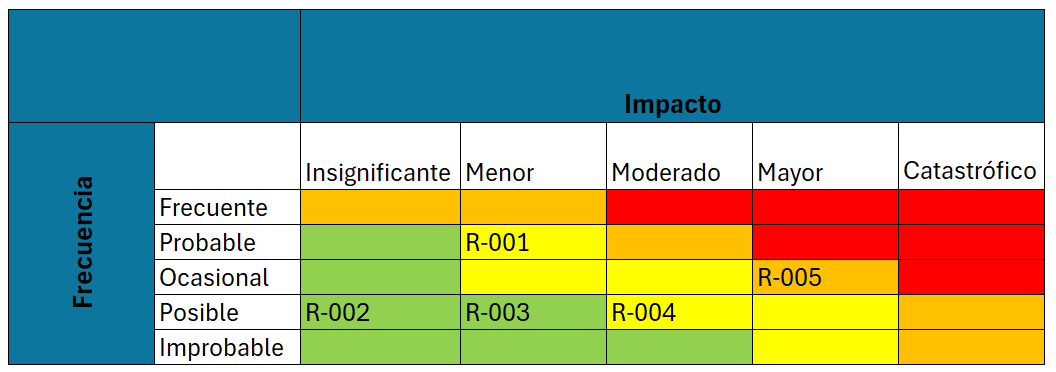 Impacto
Frecuencia
Insignificante Menor Moderado Mayor Catastrófico
Frecuente
Probable R-001
Ocasional R-005
Posible R-002 R-003 R-004
Improbable